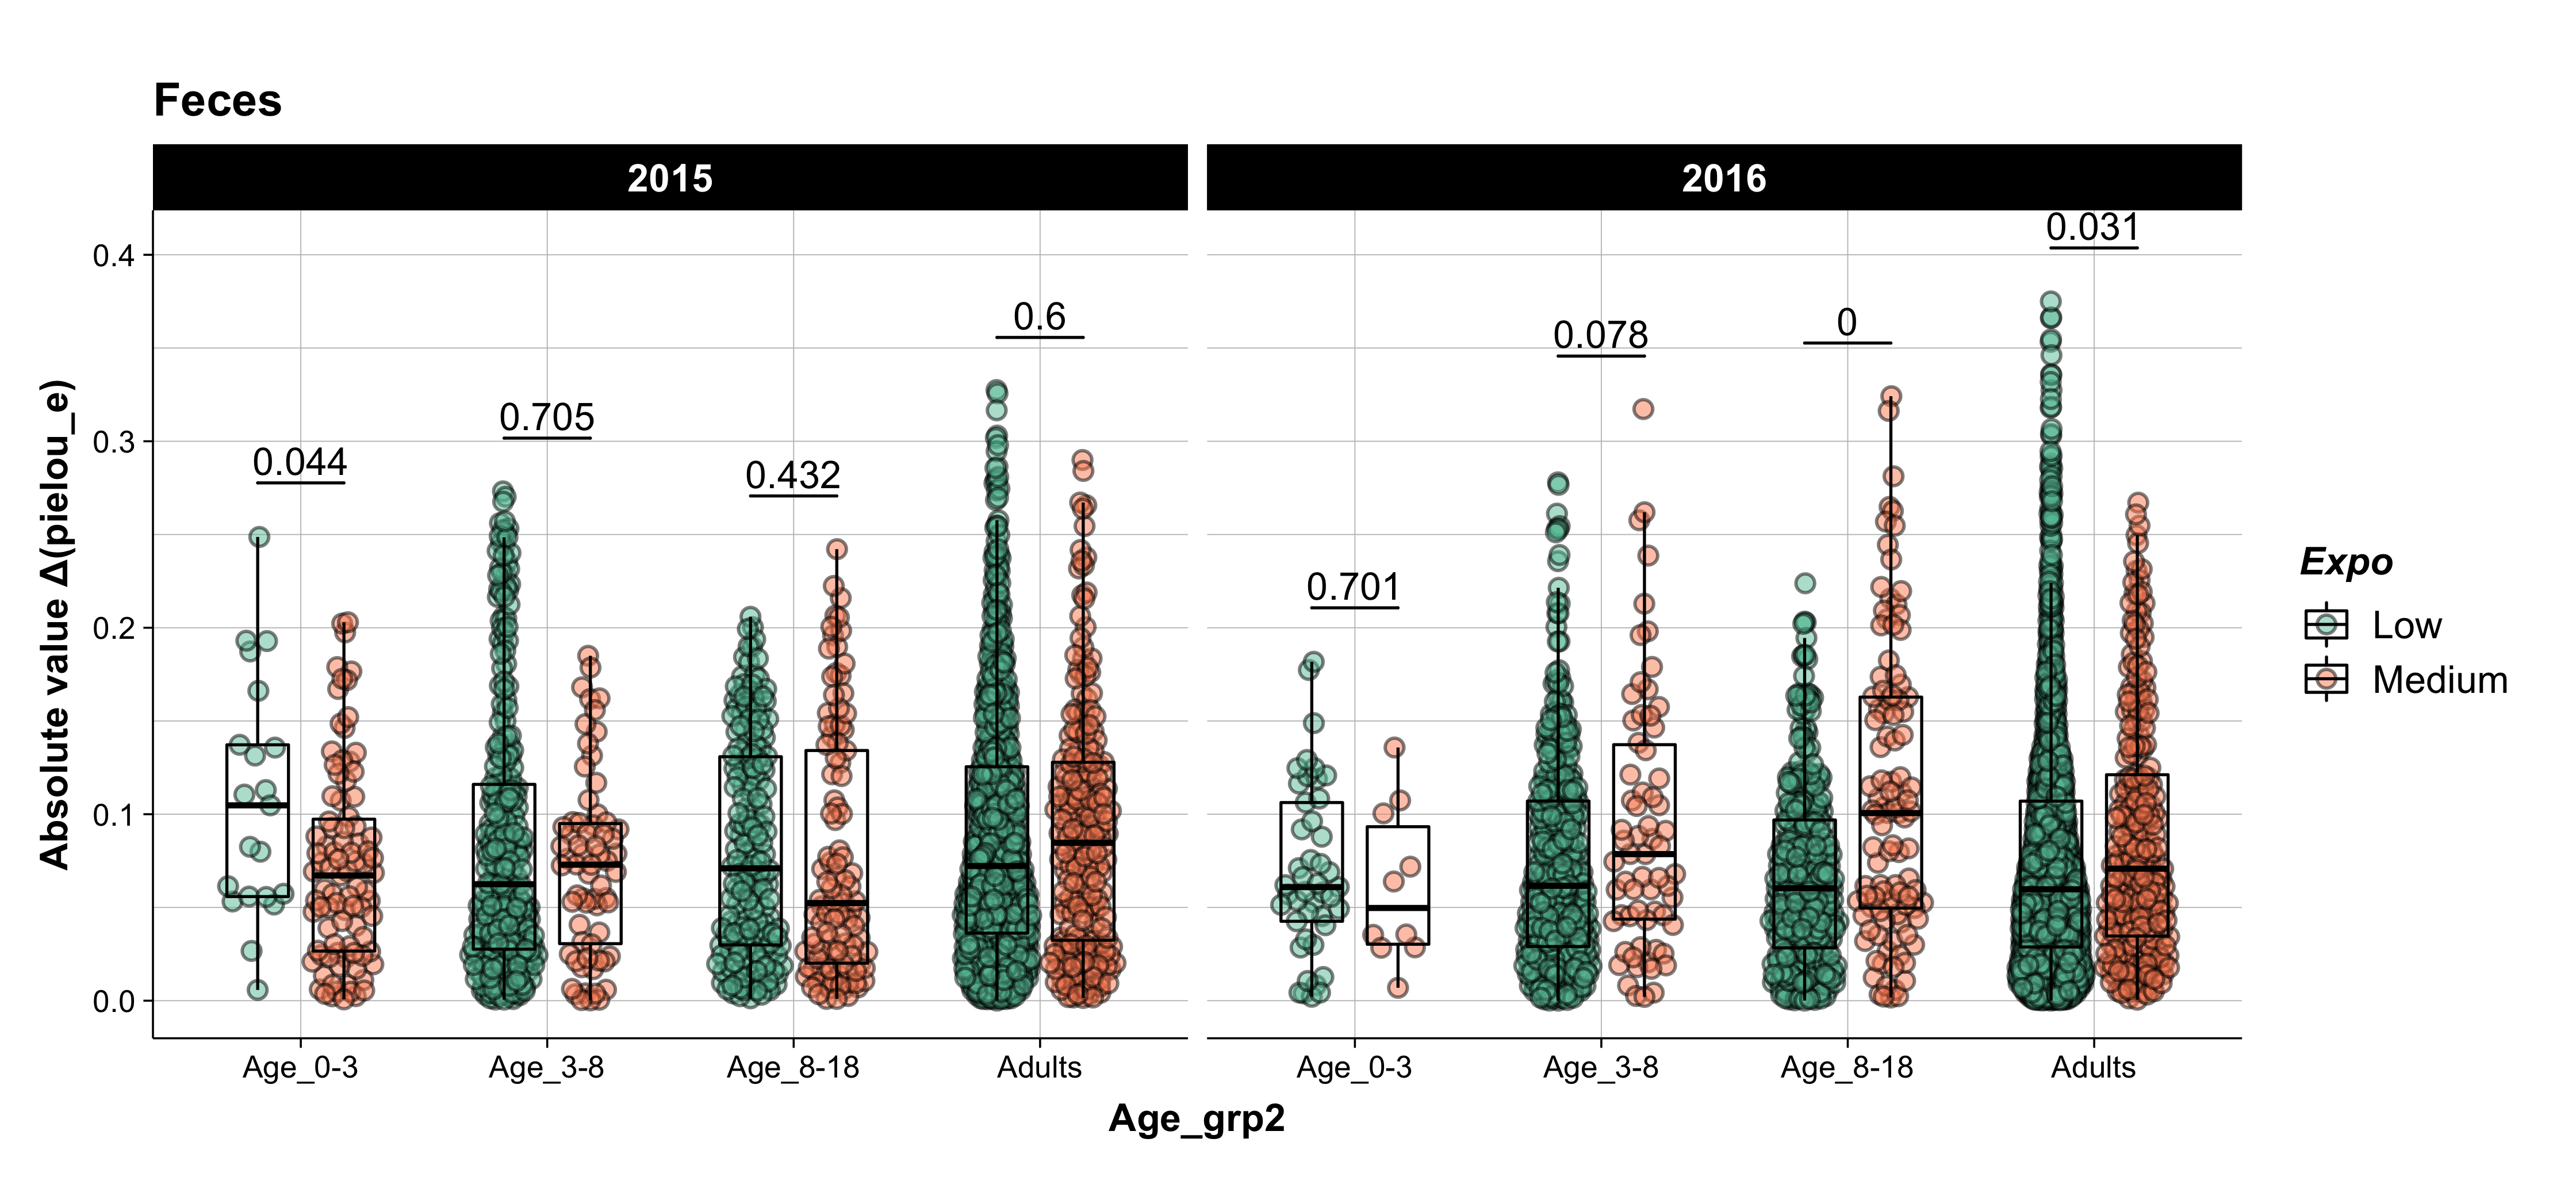 Feces
2015
2016
Absolute value Δ(pielou_e)
0.4
0.3
0.2
0.1
0.0
0.044
0.705
0.432
0.6
0.701
0.078
0
0.031
Age_0-3
Age_3-8
Age_8-18
Adults
Age_0-3
Age_3-8
Age_8-18
Adults
Age_grp2
Expo
Low
Medium